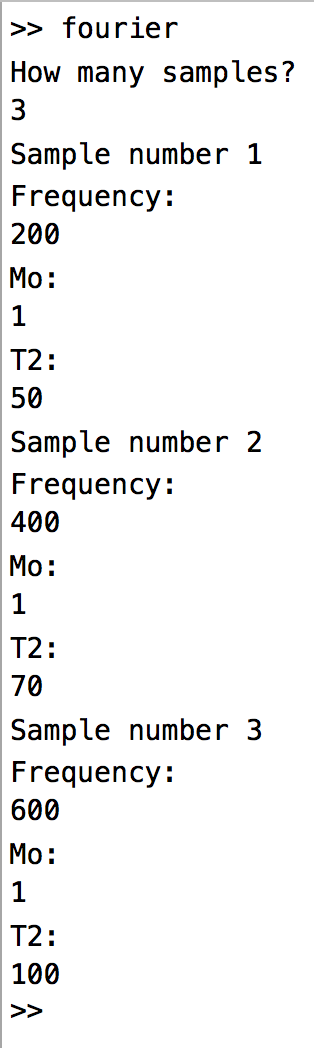 >> fourier
How many samples?
3
Sample number 1
Frequency:
200
Mo:
1
T2:
50
Sample number 2
Frequency:
400
Mo:
1
T2:
70
Sample number 3
Frequency:
600
Mo:
1
T2:
100
>>